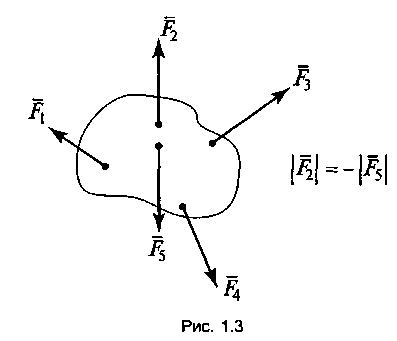 F̅₂
F̅₃
F̅₁
|F̅₂| = −|F̅₅|
F̅₅
F̅₄
Рис. 1.3